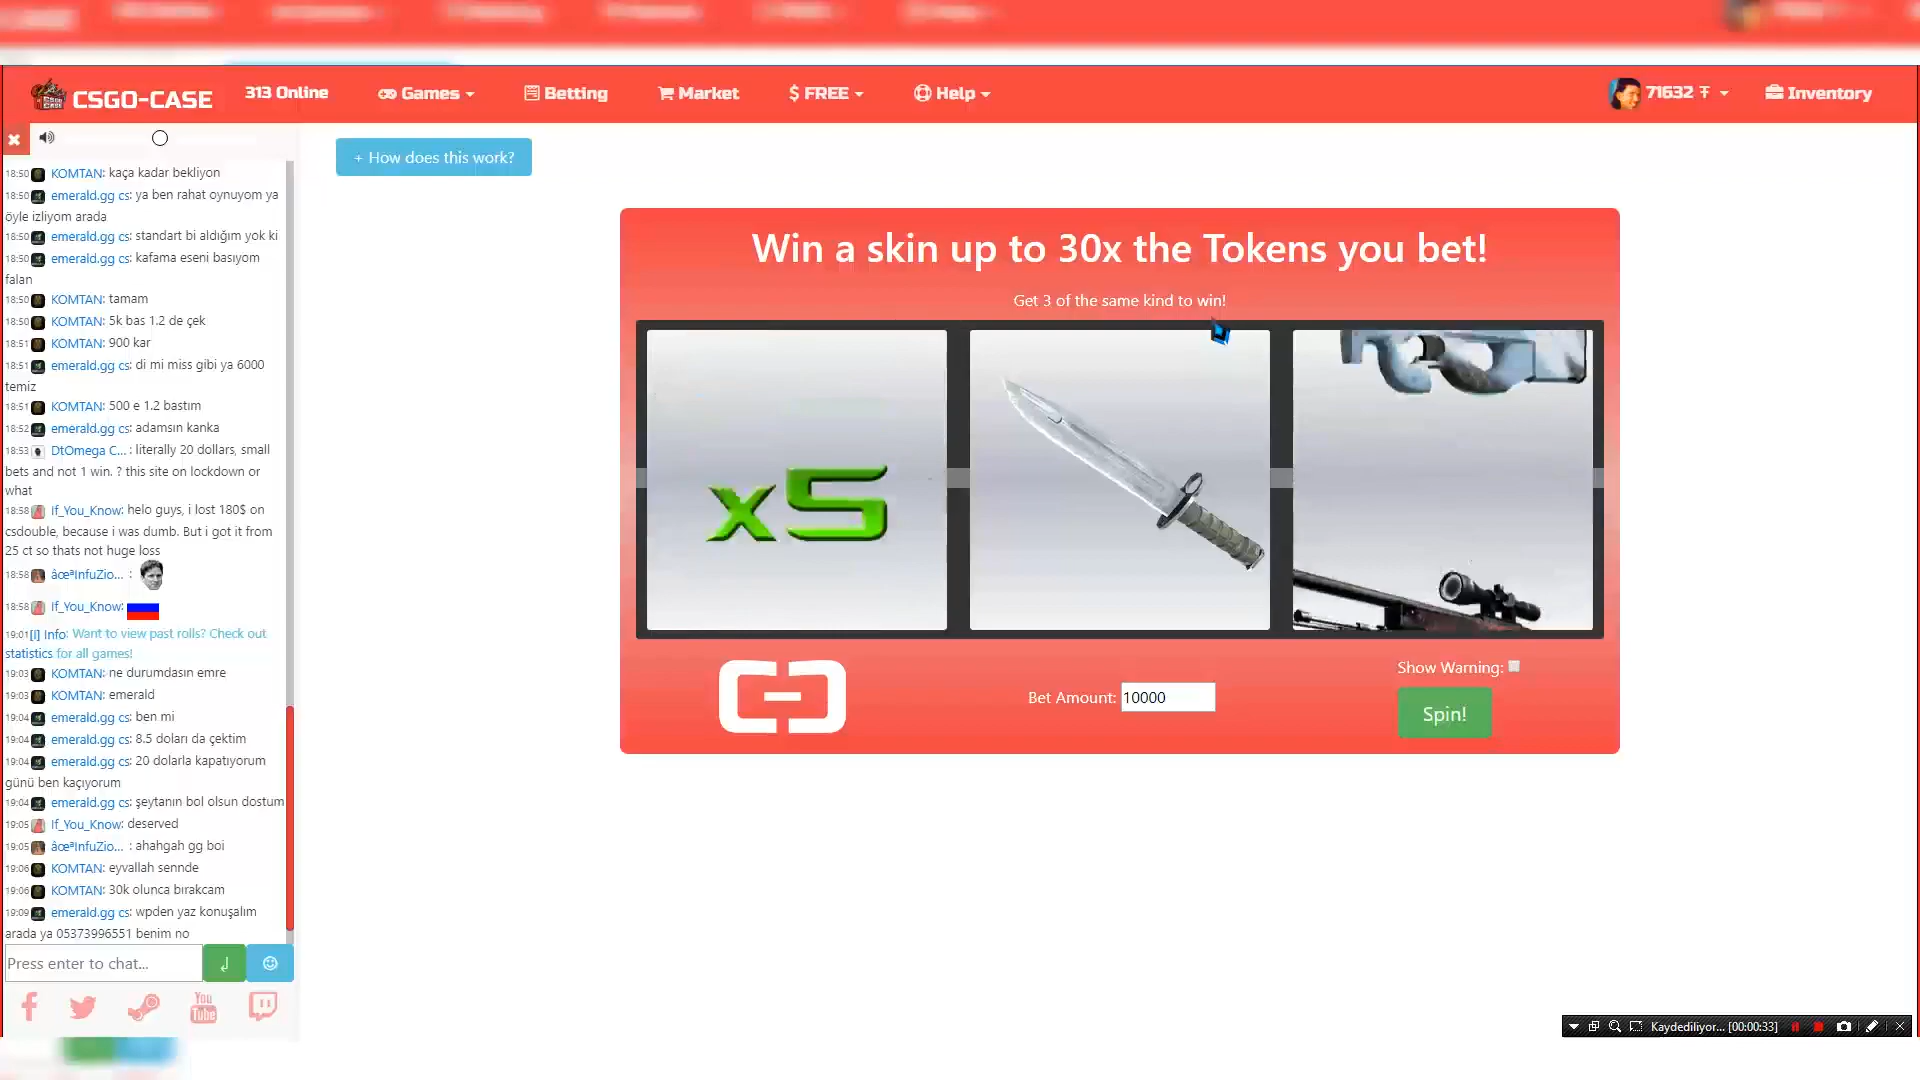 CSGO-CASE
313 Online
Games
Betting
Market
$ FREE
Help
71632
Inventory
+ How does this work?
18:50 KOMTAN: kaça kadar bekliyon
18:50 emerald.gg cs: ya ben rahat oynuyom ya
öyle izliyom arada
18:50 emerald.gg cs: standart bi aldığım yok ki
18:50 emerald.gg cs: kafama eseni basıyom
falan
18:50 KOMTAN: tamam
18:50 KOMTAN: 5k bas 1.2 de çek
18:51 KOMTAN: 900 kar
18:51 emerald.gg cs: di mi miss gibi ya 6000
temiz
18:51 KOMTAN: 500 e 1.2 bastım
18:52 emerald.gg cs: adamsın kanka
18:53 DtOmega C... : literally 20 dollars, small
bets and not 1 win. ? this site on lockdown or
what
18:58 If_You_Know: helo guys, i lost 180$ on
csdouble, because i was dumb. But i got it from
25 ct so thats not huge loss
18:58 âœªInfuZio... :
18:58 If_You_Know:
19:01[i] Info: Want to view past rolls? Check out
statistics for all games!
19:03 KOMTAN: ne durumdasın emre
19:03 KOMTAN: emerald
19:04 emerald.gg cs: ben mi
19:04 emerald.gg cs: 8.5 doları da çektim
19:04 emerald.gg cs: 20 dolarla kapatıyorum
günü ben kaçıyorum
19:04 emerald.gg cs: şeytanın bol olsun dostum
19:05 If_You_Know: deserved
19:05 âœªInfuZio... : ahahgah gg boi
19:06 KOMTAN: eyvallah sennde
19:06 KOMTAN: 30k olunca bırakcam
19:09 emerald.gg cs: wpden yaz konuşalım
arada ya 05373996551 benim no
Press enter to chat...
You
Tube
Win a skin up to 30x the Tokens you bet!
Get 3 of the same kind to win!
x5
Bet Amount: 10000
Show Warning:
Spin!
Kaydediliyor... [00:00:33]